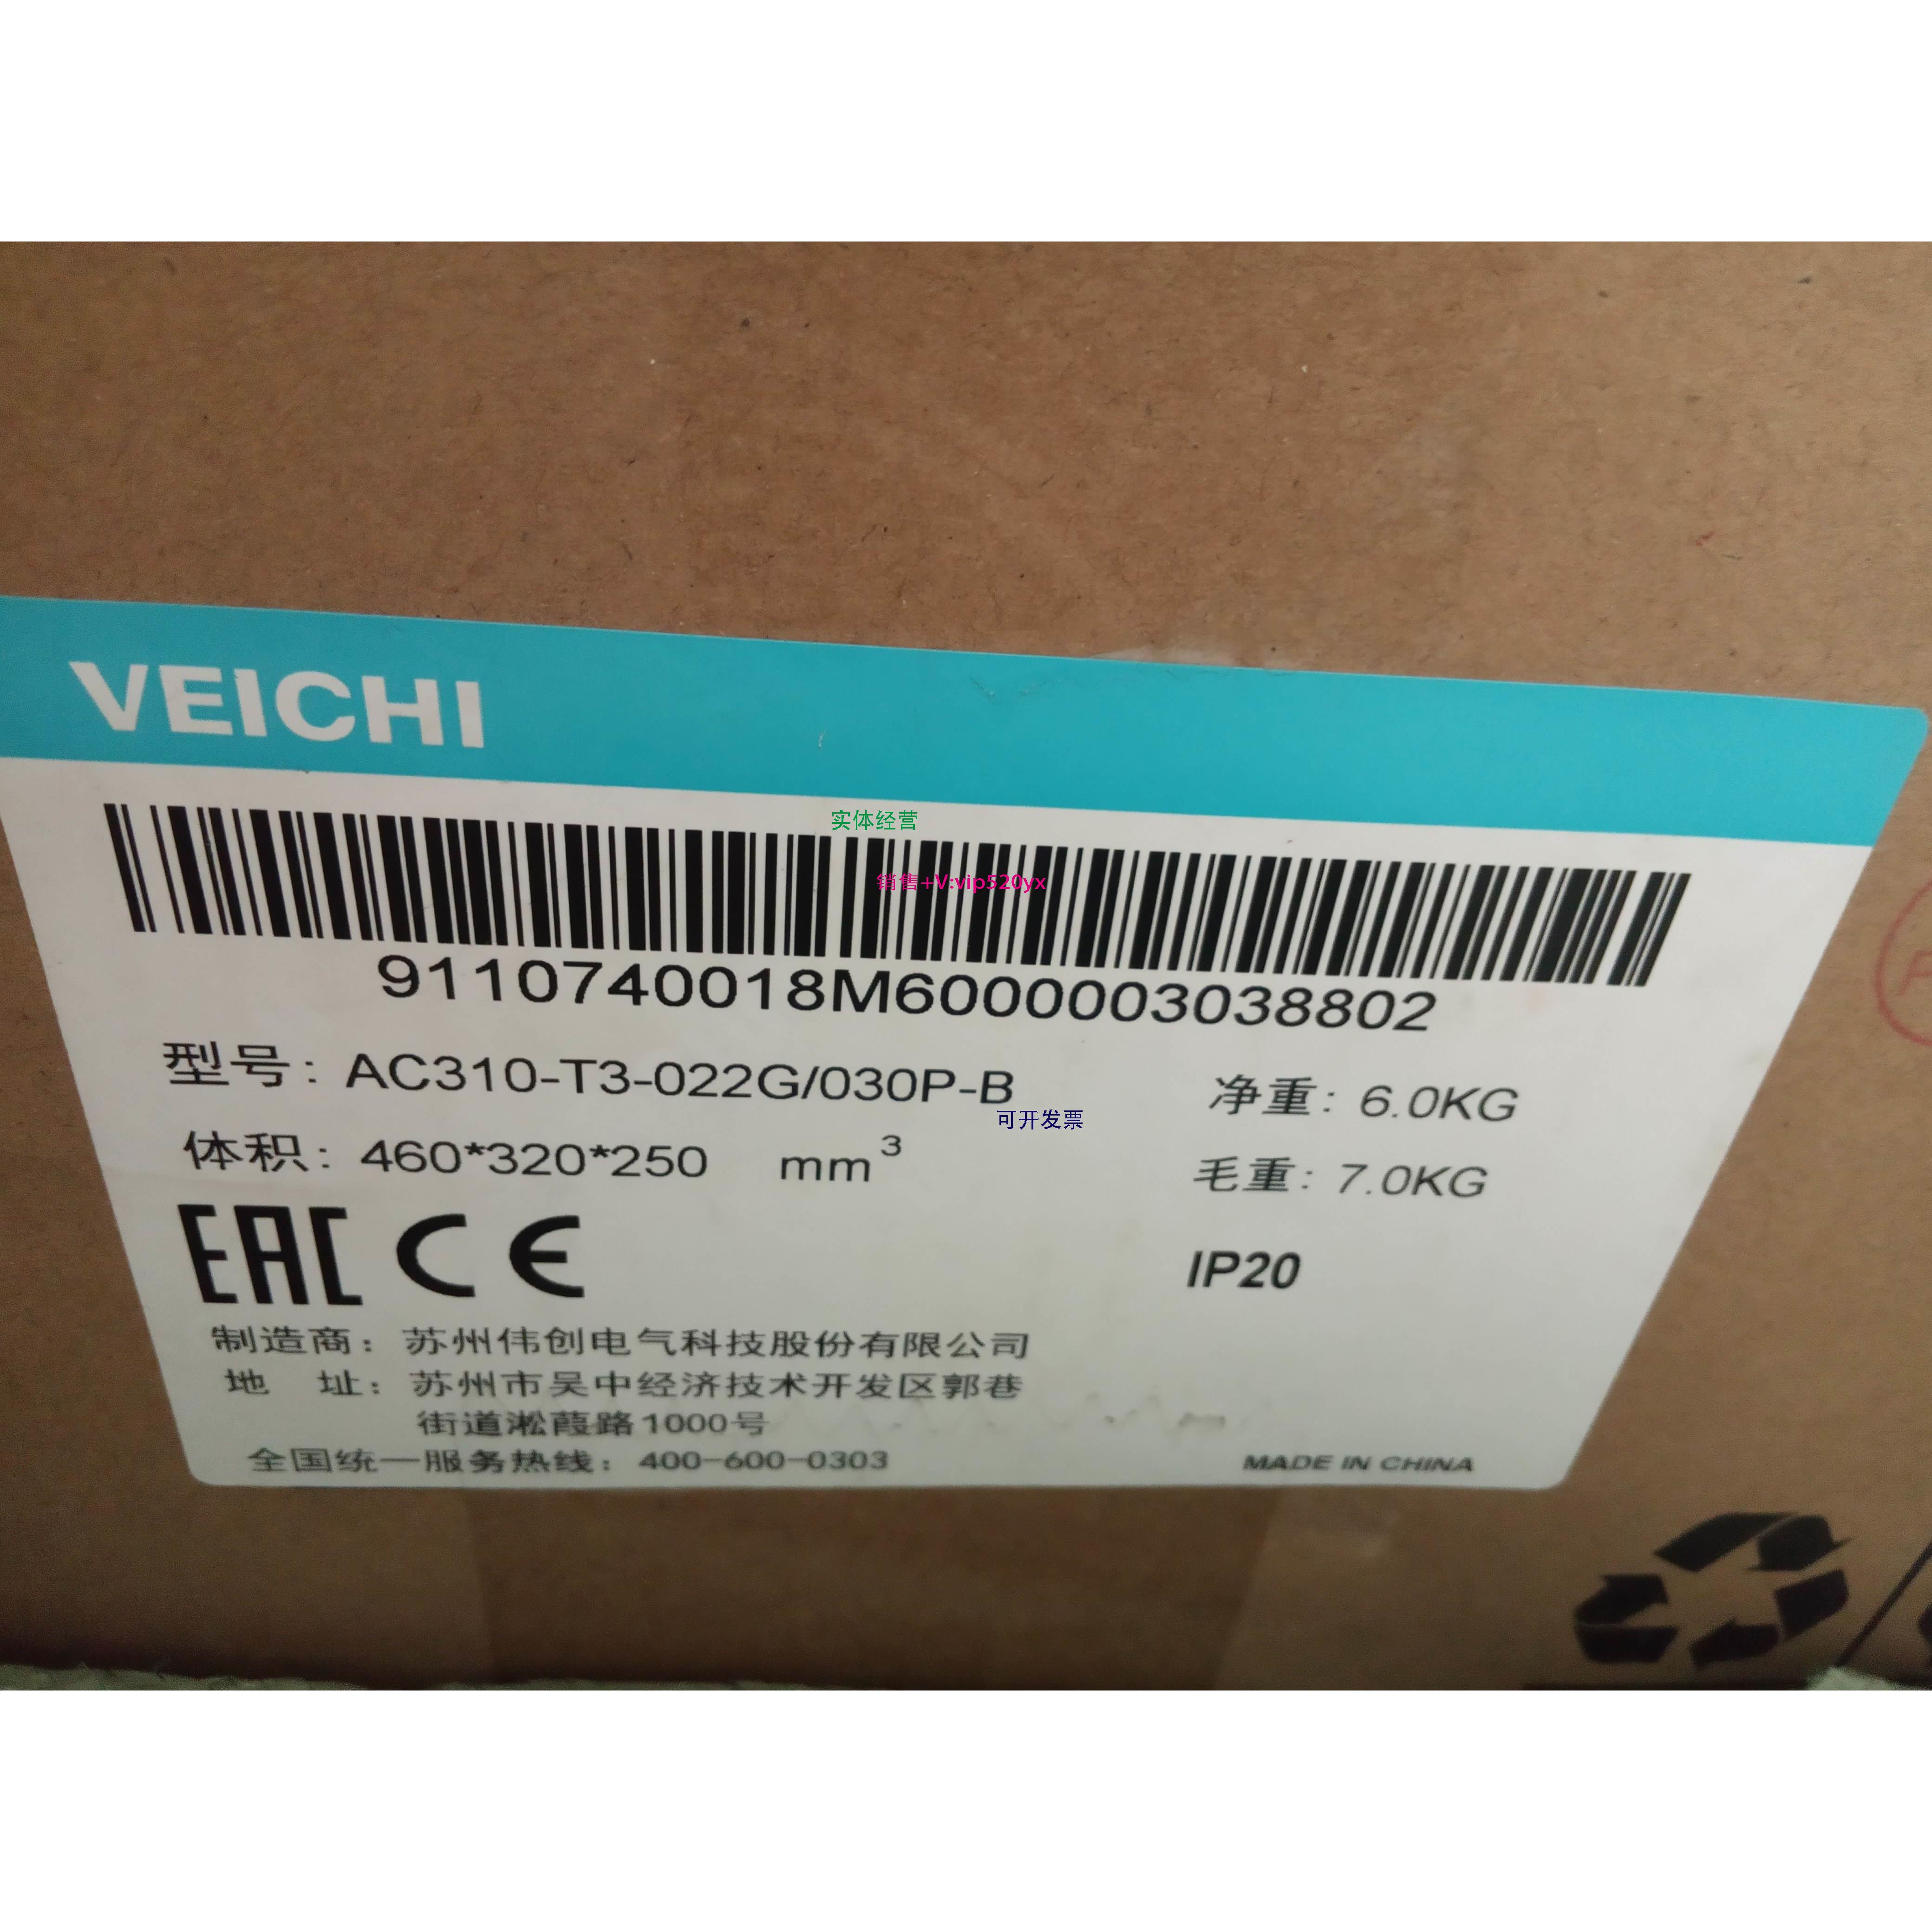 VEICHI
实体经营
销售+V:vip520yx
9110740018M6000003038802
型号: AC310-T3-022G/030P-B
净重: 6.0KG
可开发票
体积: 460*320*250 mm³
毛重: 7.0KG
EAC CE
IP20
制造商: 苏州伟创电气科技股份有限公司
地 址: 苏州市吴中经济技术开发区郭巷
街道淞葭路1000号
全国统一服务热线: 400-600-0303
MADE IN CHINA